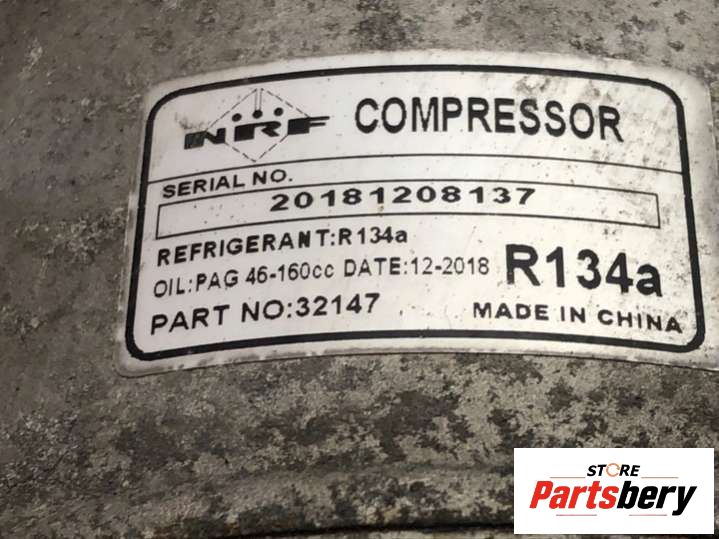 NRF COMPRESSOR
SERIAL NO.
20181208137
REFRIGERANT:R134a
OIL:PAG 46-160cc DATE:12-2018 R134a
PART NO:32147 MADE IN CHINA
STORE
Partsbery